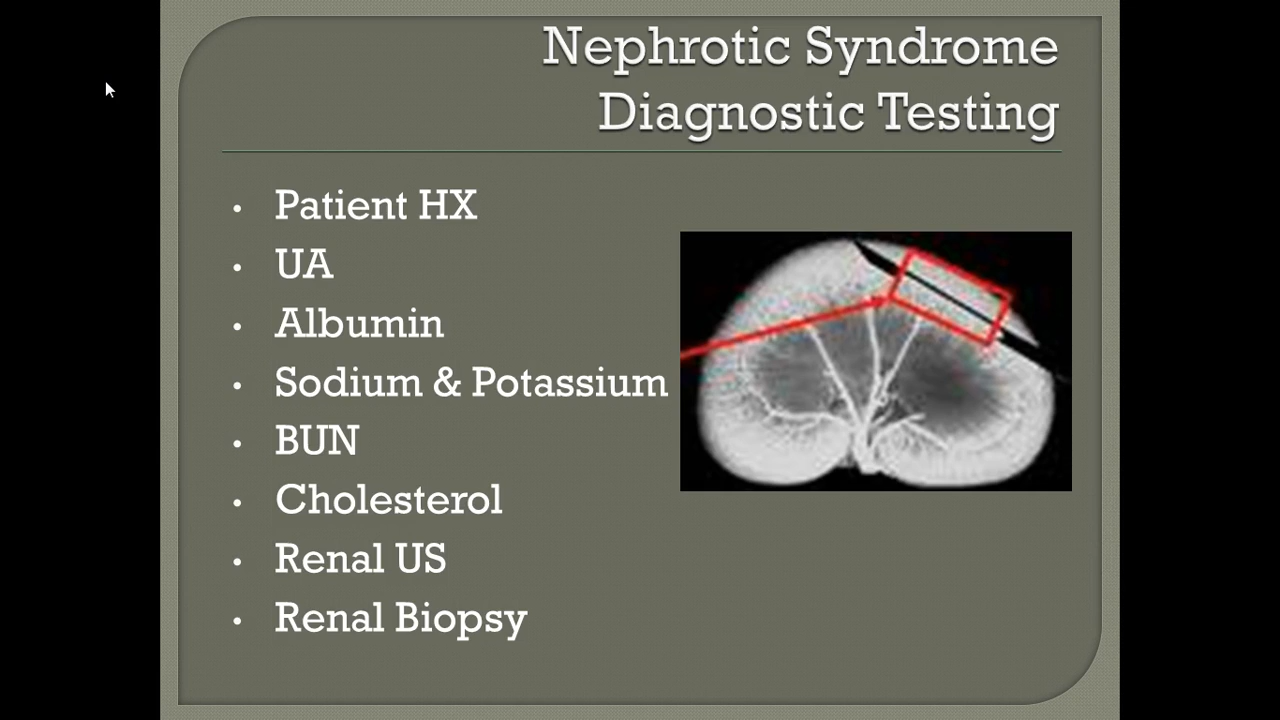 Nephrotic Syndrome
Diagnostic Testing
• Patient HX
• UA
• Albumin
• Sodium & Potassium
• BUN
• Cholesterol
• Renal US
• Renal Biopsy